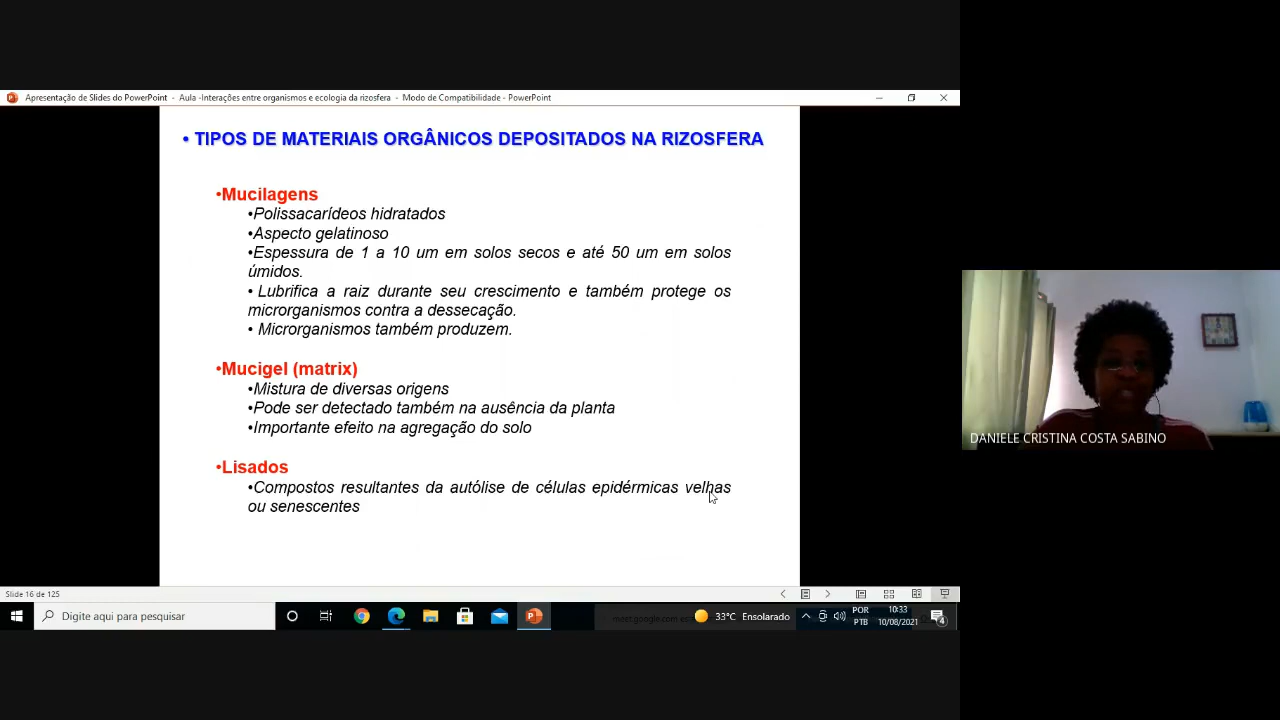 Apresentação de Slides do PowerPoint - Aula -Interações entre organismos e ecologia da rizosfera - Modo de Compatibilidade - PowerPoint
• TIPOS DE MATERIAIS ORGÂNICOS DEPOSITADOS NA RIZOSFERA
•Mucilagens
•Polissacarídeos hidratados
•Aspecto gelatinoso
•Espessura de 1 a 10 um em solos secos e até 50 um em solos
úmidos.
• Lubrifica a raiz durante seu crescimento e também protege os
microrganismos contra a dessecação.
• Microrganismos também produzem.
•Mucigel (matrix)
•Mistura de diversas origens
•Pode ser detectado também na ausência da planta
•Importante efeito na agregação do solo
•Lisados
•Compostos resultantes da autólise de células epidérmicas velhas
ou senescentes
DANIELE CRISTINA COSTA SABINO
Slide 16 de 125
Digite aqui para pesquisar
33°C Ensolarado
POR
PTB
10:33
10/08/2021
4